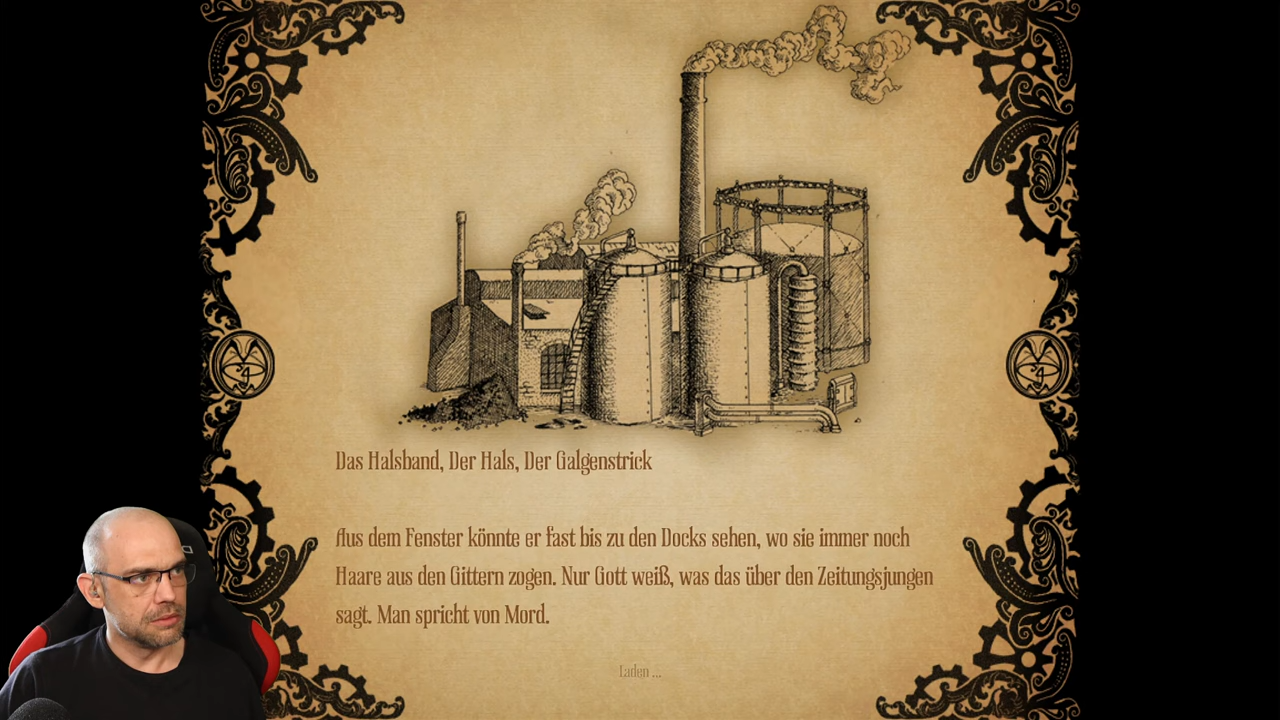 Das Halsband, Der Hals, Der Galgenstrick
Aus dem Fenster könnte er fast bis zu den Docks sehen, wo sie immer noch
Haare aus den Gittern zogen. Nur Gott weiß, was das über den Zeitungsjungen
sagt. Man spricht von Mord.
Laden ...